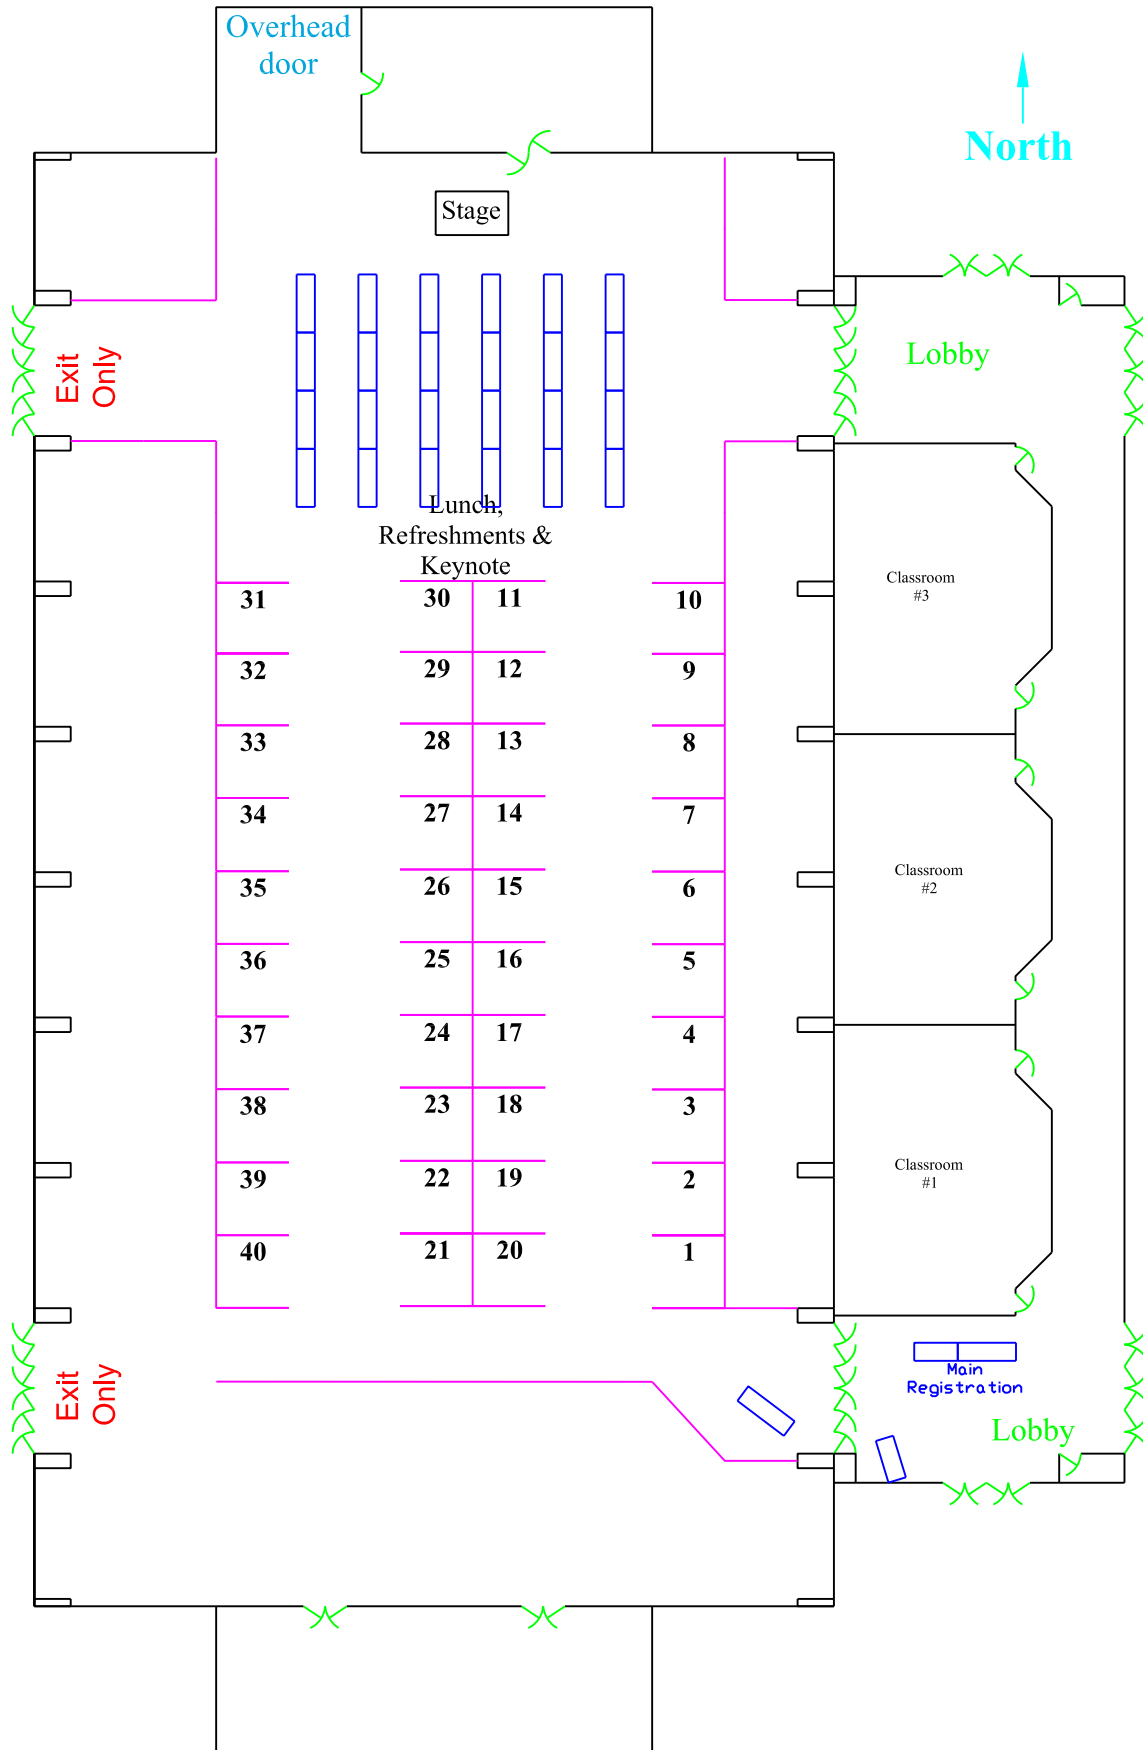 Overhead
door
North
Stage
Exit
Only
Lobby
Lunch,
Refreshments &
Keynote
Classroom
#3
31 30 11 10
32 29 12 9
33 28 13 8
34 27 14 7
Classroom
#2
35 26 15 6
36 25 16 5
37 24 17 4
38 23 18 3
Classroom
#1
39 22 19 2
40 21 20 1
Exit
Only
Main
Registration
Lobby